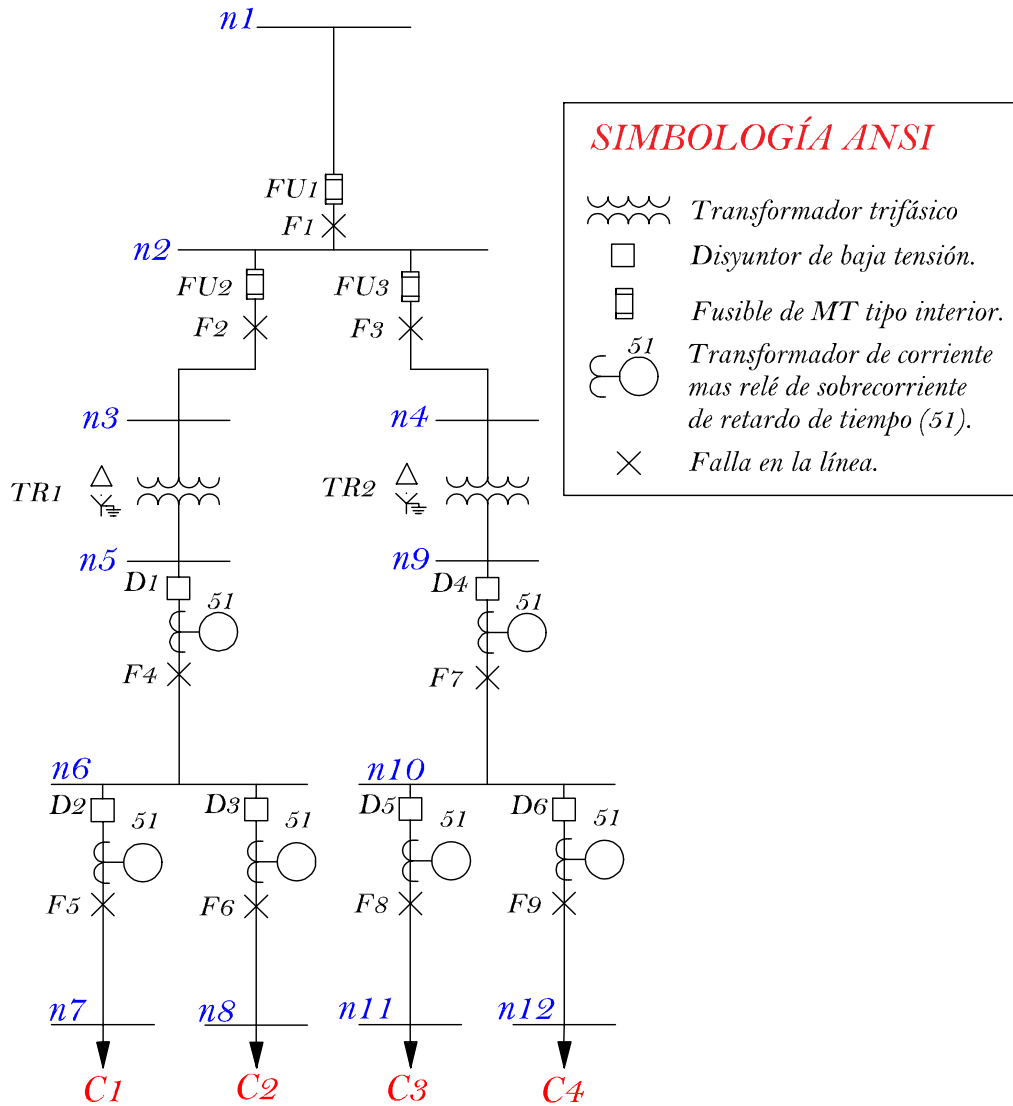 n1
SIMBOLOGÍA ANSI
Transformador trifásico
Disyuntor de baja tensión.
Fusible de MT tipo interior.
51
Transformador de corriente
mas relé de sobrecorriente
de retardo de tiempo (51).
Falla en la línea.
FU1
F1
n2
FU2
FU3
F2
F3
n3
n4
TR1
TR2
n5
n9
D1
D4
51
51
F4
F7
n6
n10
D2
51
D3
51
D5
51
D6
51
F5
F6
F8
F9
n7
n8
n11
n12
C1
C2
C3
C4